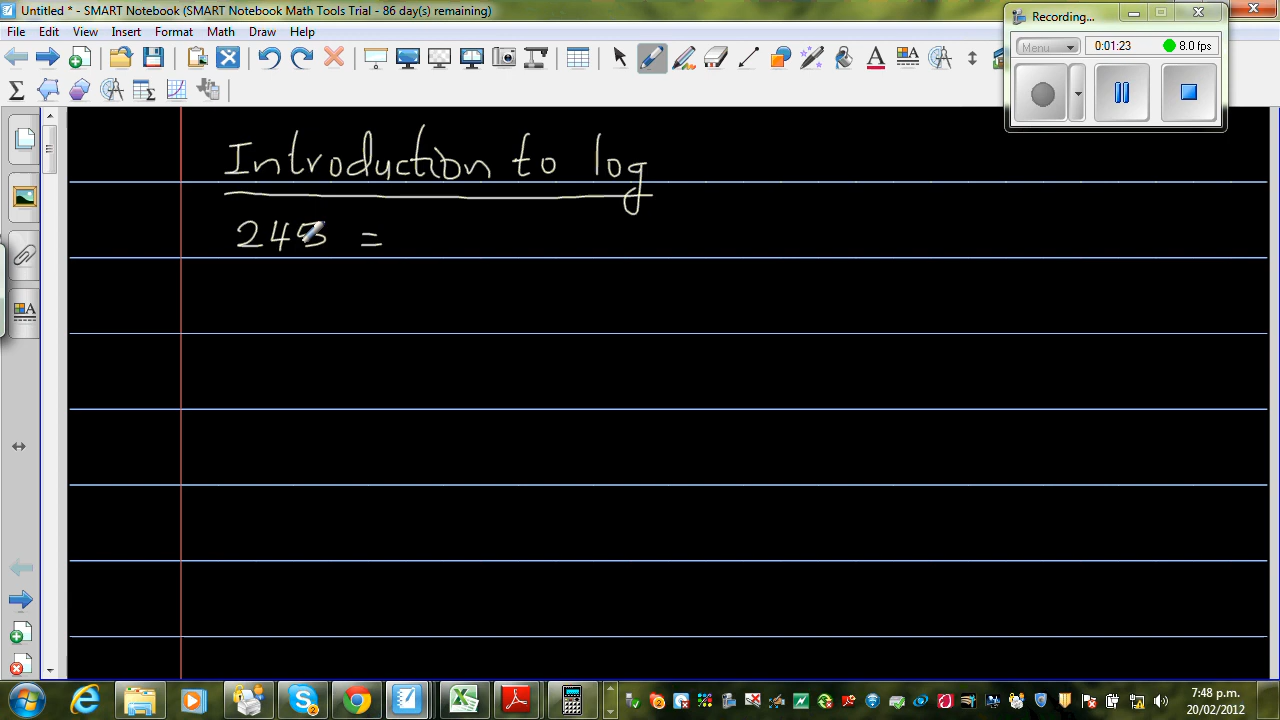 Untitled * - SMART Notebook (SMART Notebook Math Tools Trial - 86 day(s) remaining)
File Edit View Insert Format Math Draw Help
Recording...
Menu 0:01:23 8.0 fps
Introduction to log
243 =
7:48 p.m.
20/02/2012